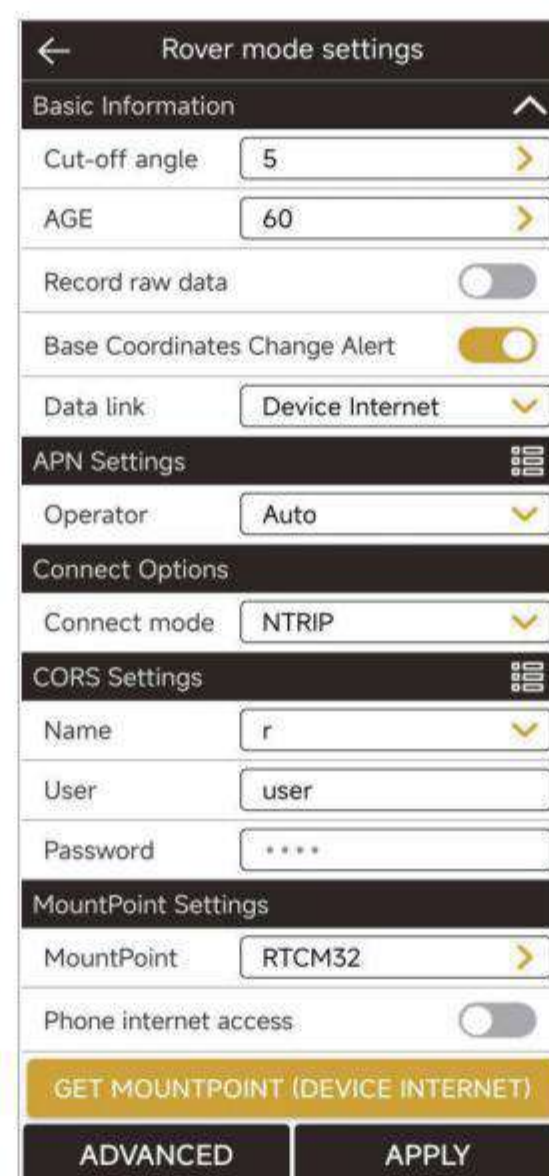 Rover mode settings
Basic Information
Cut-off angle 5
AGE 60
Record raw data
Base Coordinates Change Alert
Data link Device Internet
APN Settings
Operator Auto
Connect Options
Connect mode NTRIP
CORS Settings
Name r
User user
Password ****
MountPoint Settings
MountPoint RTCM32
Phone internet access
GET MOUNTPOINT (DEVICE INTERNET)
ADVANCED APPLY